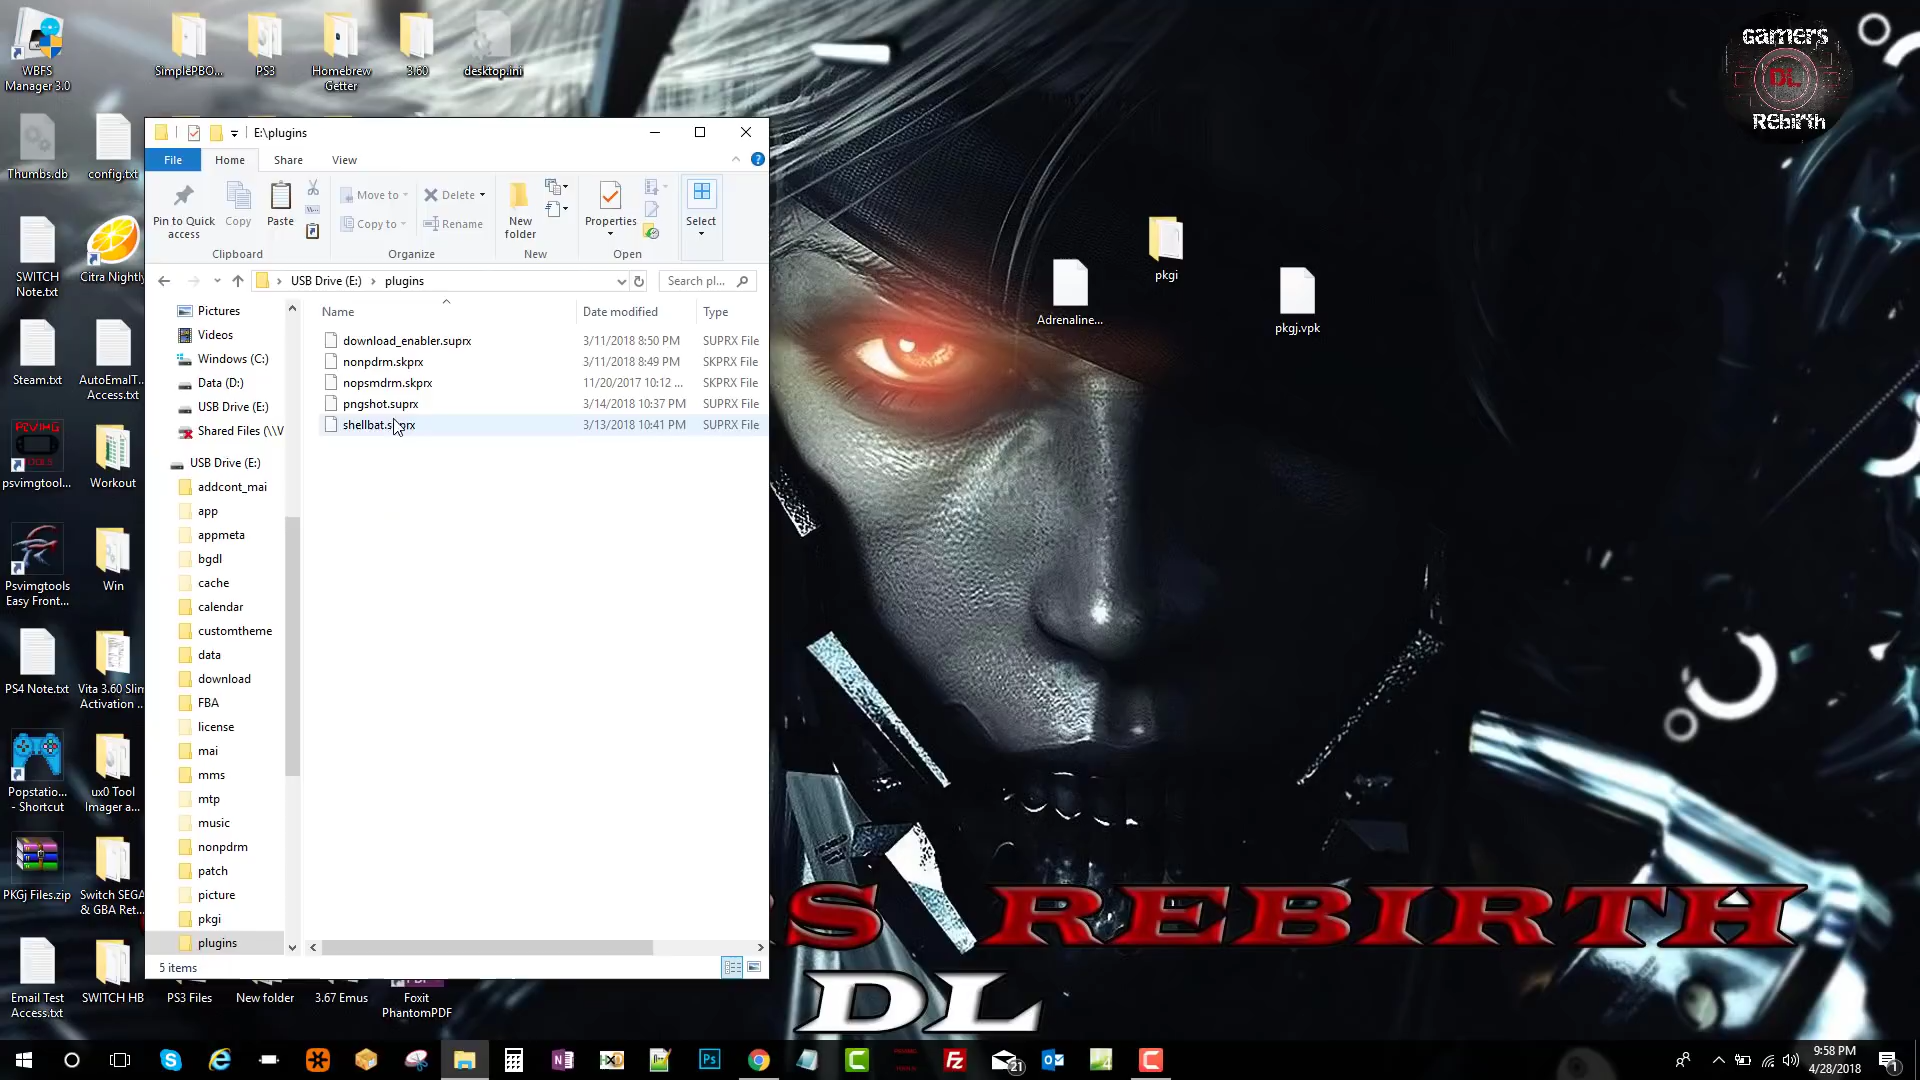 WBFS
Manager 3.0
SimplePBO...
PS3
Homebrew
Getter
3.60
desktop.ini
Gamers
DL
REbirth
Thumbs.db
config.txt
E:\plugins
File
Home
Share
View
Pin to Quick
access
Copy
Paste
Move to
Copy to
Delete
Rename
New
folder
Properties
Select
Clipboard
Organize
New
Open
SWITCH
Note.txt
Citra Nightly
USB Drive (E:)
plugins
Search pl...
Pictures
Videos
Windows (C:)
Data (D:)
USB Drive (E:)
Shared Files (\\V
USB Drive (E:)
addcont_mai
app
appmeta
bgdl
cache
calendar
customtheme
data
download
FBA
license
mai
mms
mtp
music
nonpdrm
patch
picture
pkgi
plugins
Name Date modified Type
download_enabler.suprx 3/11/2018 8:50 PM SUPRX File
nonpdrm.skprx 3/11/2018 8:49 PM SKPRX File
nopsmdrm.skprx 11/20/2017 10:12 ... SKPRX File
pngshot.suprx 3/14/2018 10:37 PM SUPRX File
shellbat.suprx 3/13/2018 10:41 PM SUPRX File
5 items
Adrenaline...
pkgi
pkgj.vpk
Steam.txt
AutoEmalT...
Access.txt
PSVIMG
TOOLS
psvimgtool...
Workout
Psvimgtools
Easy Front...
Win
PS4 Note.txt
Vita 3.60 Slim
Activation ...
Popstatio...
- Shortcut
ux0 Tool
Imager a...
PKGj Files.zip
Switch SEGA
& GBA Ret...
Email Test
Access.txt
SWITCH HB
PS3 Files
New folder
3.67 Emus
Foxit
PhantomPDF
S REBIRTH
DL
Ps
Fz
21
9:58 PM
4/28/2018
1